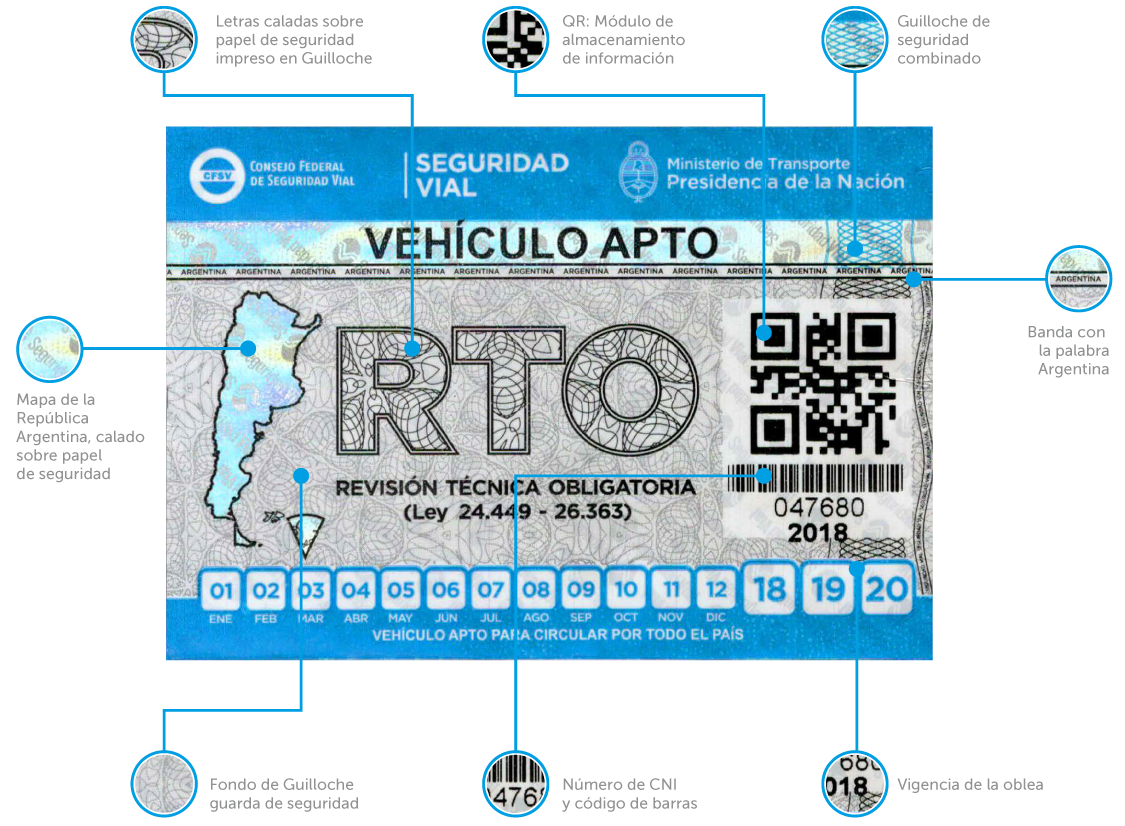 Letras caladas sobre
papel de seguridad
impreso en Guilloche
QR: Módulo de
almacenamiento
de información
Guilloche de
seguridad
combinado
CFSV
CONSEJO FEDERAL
DE SEGURIDAD VIAL
SEGURIDAD
VIAL
Ministerio de Transporte
Presidencia de la Nación
VEHÍCULO APTO
ARGENTINA ARGENTINA ARGENTINA ARGENTINA ARGENTINA ARGENTINA ARGENTINA ARGENTINA ARGENTINA ARGENTINA ARGENTINA ARGENTINA ARGENTINA
ARGENTINA
Banda con
la palabra
Argentina
Mapa de la
República
Argentina, calado
sobre papel
de seguridad
RTO
REVISIÓN TÉCNICA OBLIGATORIA
(Ley 24.449 - 26.363)
047680
2018
01 02 03 04 05 06 07 08 09 10 11 12 18 19 20
ENE FEB MAR ABR MAY JUN JUL AGO SEP OCT NOV DIC
VEHÍCULO APTO PARA CIRCULAR POR TODO EL PAÍS
Fondo de Guilloche
guarda de seguridad
476
Número de CNI
y código de barras
680
018
Vigencia de la oblea